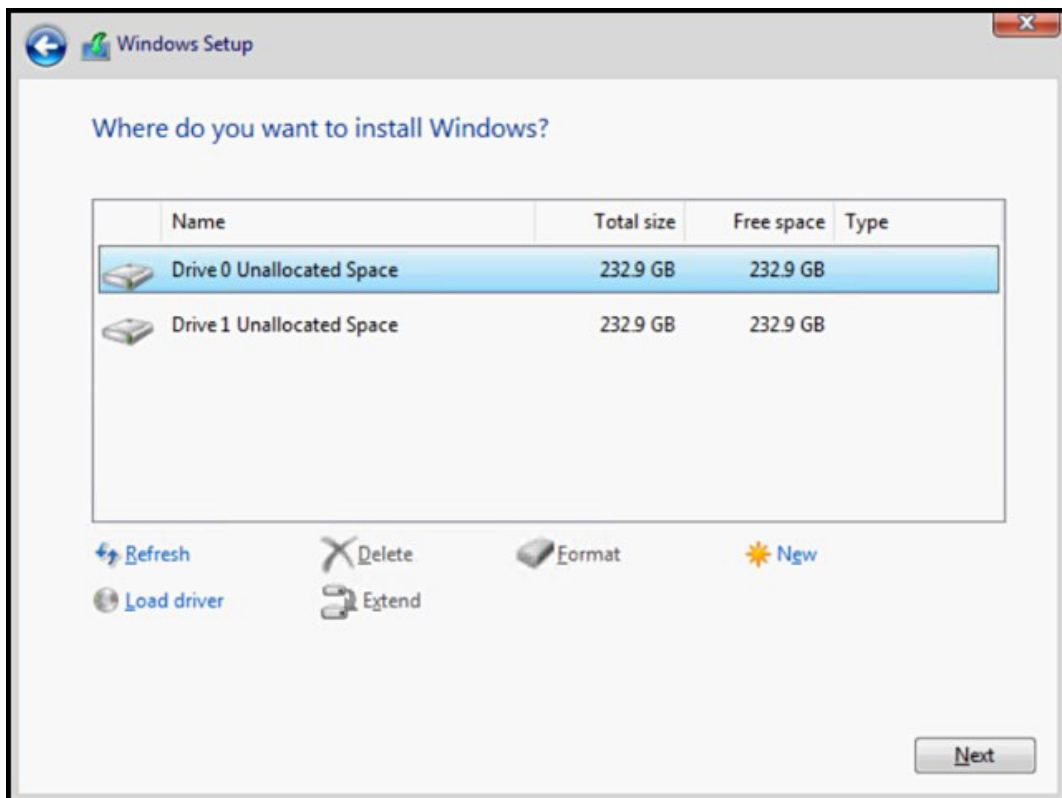 Windows Setup
Where do you want to install Windows?
Name Total size Free space Type
Drive 0 Unallocated Space 232.9 GB 232.9 GB
Drive 1 Unallocated Space 232.9 GB 232.9 GB
Refresh Delete Format New
Load driver Extend
Next